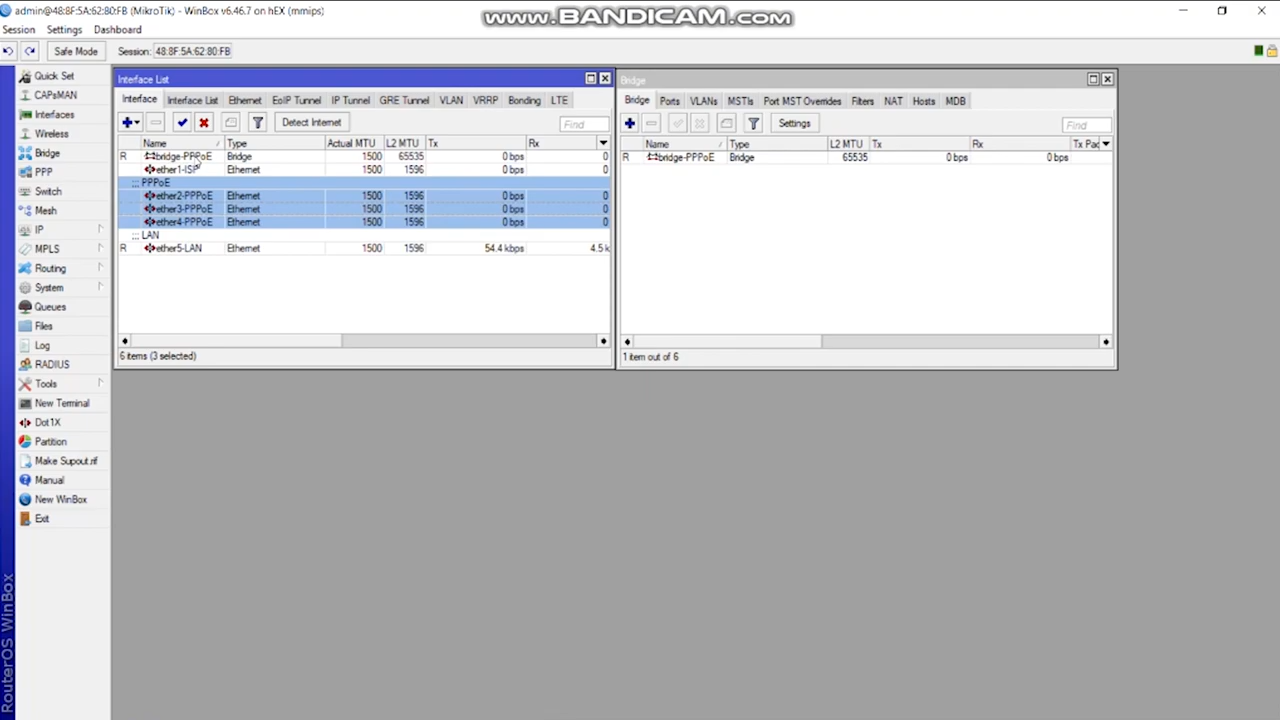 admin@48:8F:5A:62:80:FB (MikroTik) - WinBox v6.46.7 on hEX (mmips)
www.BANDICAM.com
Session Settings Dashboard
Safe Mode Session: 48:8F:5A:62:80:FB
Quick Set
CAPsMAN
Interfaces
Wireless
Bridge
PPP
Switch
Mesh
IP
MPLS
Routing
System
Queues
Files
Log
RADIUS
Tools
New Terminal
Dot1X
Partition
Make Supout.rif
Manual
New WinBox
Exit
RouterOS WinBox
Interface List
Interface Interface List Ethernet EoIP Tunnel IP Tunnel GRE Tunnel VLAN VRRP Bonding LTE
Detect Internet Find
Name Type Actual MTU L2 MTU Tx Rx
R bridge-PPPoE Bridge 1500 65535 0 bps 0
ether1-ISP Ethernet 1500 1596 0 bps 0
::: PPPoE
ether2-PPPoE Ethernet 1500 1596 0 bps 0
ether3-PPPoE Ethernet 1500 1596 0 bps 0
ether4-PPPoE Ethernet 1500 1596 0 bps 0
::: LAN
R ether5-LAN Ethernet 1500 1596 54.4 kbps 4.5 k
6 items (3 selected)
Bridge
Bridge Ports VLANs MSTIs Port MST Overrides Filters NAT Hosts MDB
Settings Find
Name Type L2 MTU Tx Rx Tx Pac
R bridge-PPPoE Bridge 65535 0 bps 0 bps
1 item out of 6